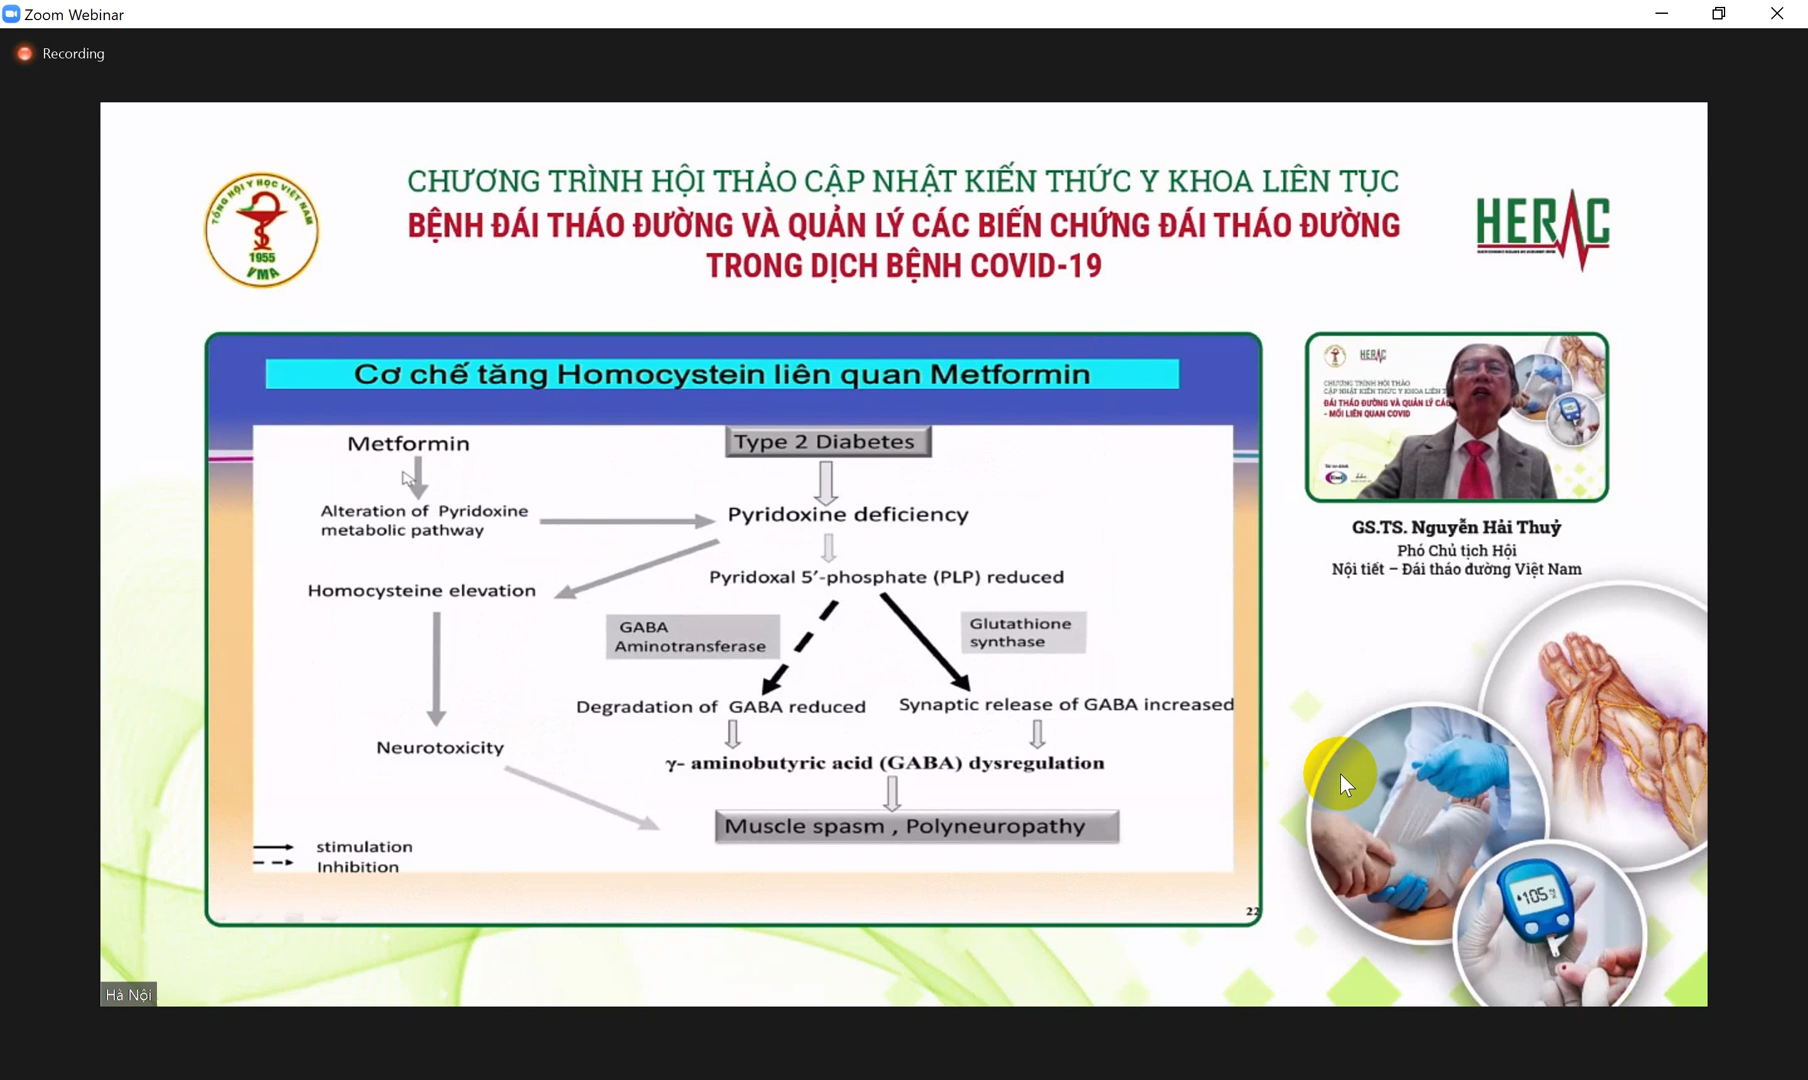 Zoom Webinar
Recording
TỔNG HỘI Y HỌC VIỆT NAM
1955
VMA
CHƯƠNG TRÌNH HỘI THẢO CẬP NHẬT KIẾN THỨC Y KHOA LIÊN TỤC
BỆNH ĐÁI THÁO ĐƯỜNG VÀ QUẢN LÝ CÁC BIẾN CHỨNG ĐÁI THÁO ĐƯỜNG
TRONG DỊCH BỆNH COVID-19
HERAC
Cơ chế tăng Homocystein liên quan Metformin
Metformin
Type 2 Diabetes
Alteration of Pyridoxine
metabolic pathway
Pyridoxine deficiency
Pyridoxal 5′-phosphate (PLP) reduced
Homocysteine elevation
GABA
Aminotransferase
Glutathione
synthase
Degradation of GABA reduced
Synaptic release of GABA increased
Neurotoxicity
γ- aminobutyric acid (GABA) dysregulation
Muscle spasm , Polyneuropathy
stimulation
Inhibition
22
HERAC
CHƯƠNG TRÌNH HỘI THẢO
CẬP NHẬT KIẾN THỨC Y KHOA LIÊN T
ĐÁI THÁO ĐƯỜNG VÀ QUẢN LÝ CÁC
- MỐI LIÊN QUAN COVID
GS.TS. Nguyễn Hải Thuỷ
Phó Chủ tịch Hội
Nội tiết – Đái tháo đường Việt Nam
105
Hà Nội